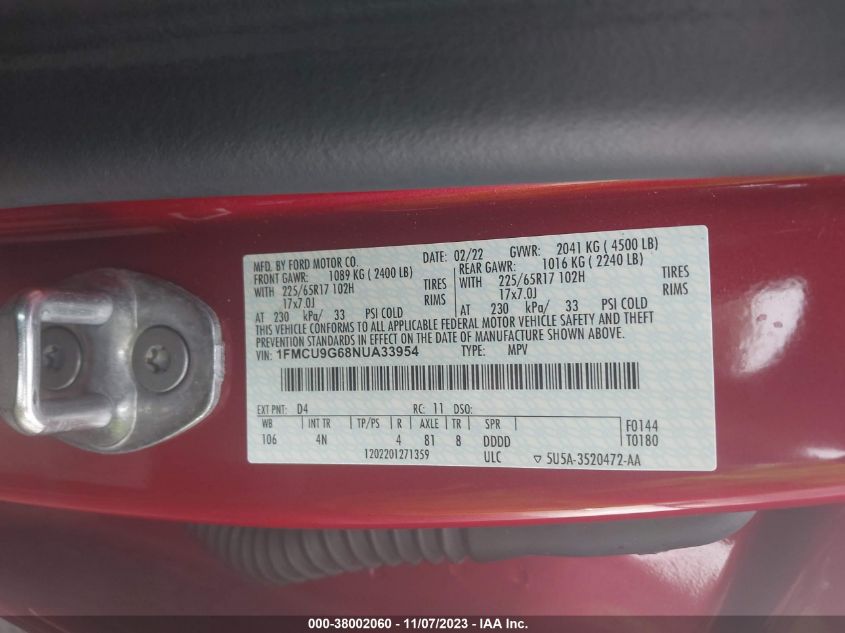 MFD. BY FORD MOTOR CO. DATE: 02/22 GVWR: 2041 KG ( 4500 LB)
FRONT GAWR: 1089 KG ( 2400 LB) REAR GAWR: 1016 KG ( 2240 LB)
WITH 225/65R17 102H TIRES WITH 225/65R17 102H TIRES
17x7.0J RIMS 17x7.0J RIMS
AT 230 kPa/ 33 PSI COLD AT 230 kPa/ 33 PSI COLD
THIS VEHICLE CONFORMS TO ALL APPLICABLE FEDERAL MOTOR VEHICLE SAFETY AND THEFT
PREVENTION STANDARDS IN EFFECT ON THE DATE OF MANUFACTURE SHOWN ABOVE.
VIN: 1FMCU9G68NUA33954 TYPE: MPV
EXT PNT: D4 RC: 11 DSO:
WB INT TR TP/PS R AXLE TR SPR F0144
106 4N 4 81 8 DDDD T0180
1202201271359 ULC ▽ 5U5A-3520472-AA
000-38002060 - 11/07/2023 - IAA Inc.